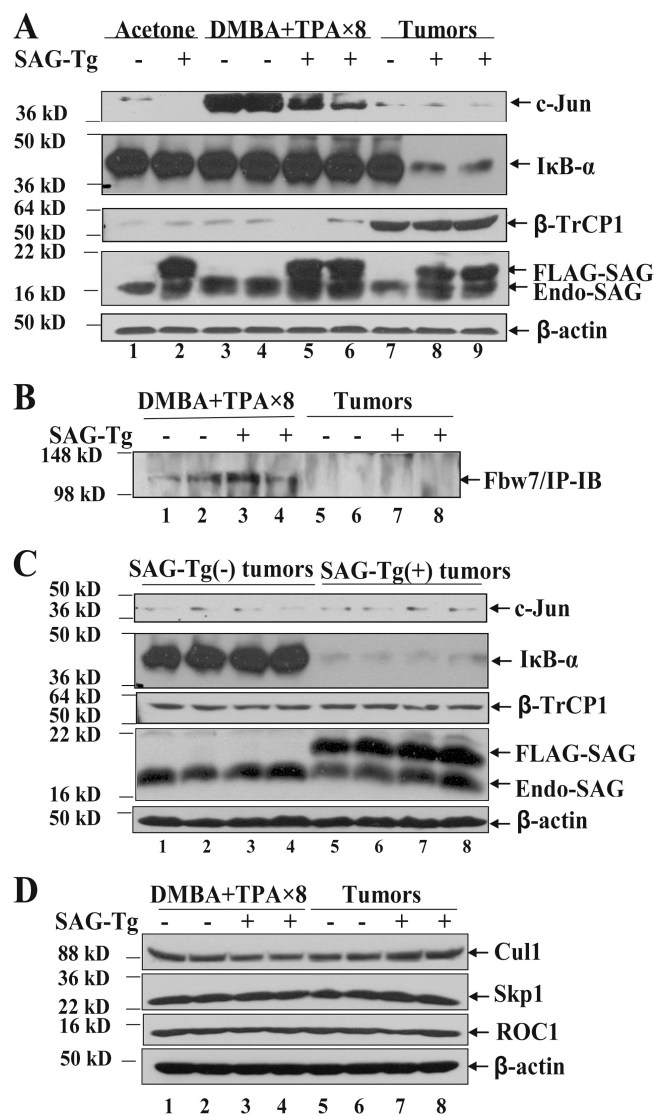 A
Acetone DMBA+TPA×8 Tumors
SAG-Tg - + - - + + - + +
36 kD c-Jun
50 kD
IκB-α
36 kD
64 kD
β-TrCP1
50 kD
22 kD
FLAG-SAG
16 kD Endo-SAG
50 kD
β-actin
1 2 3 4 5 6 7 8 9
B
DMBA+TPA×8 Tumors
SAG-Tg - - + + - - + +
148 kD
Fbw7/IP-IB
98 kD
1 2 3 4 5 6 7 8
C
SAG-Tg(-) tumors SAG-Tg(+) tumors
50 kD
36 kD c-Jun
50 kD
IκB-α
36 kD
64 kD
β-TrCP1
50 kD
22 kD
FLAG-SAG
Endo-SAG
16 kD
50 kD β-actin
1 2 3 4 5 6 7 8
D
DMBA+TPA×8 Tumors
SAG-Tg - - + + - - + +
88 kD Cul1
36 kD
Skp1
22 kD
16 kD ROC1
50 kD β-actin
1 2 3 4 5 6 7 8